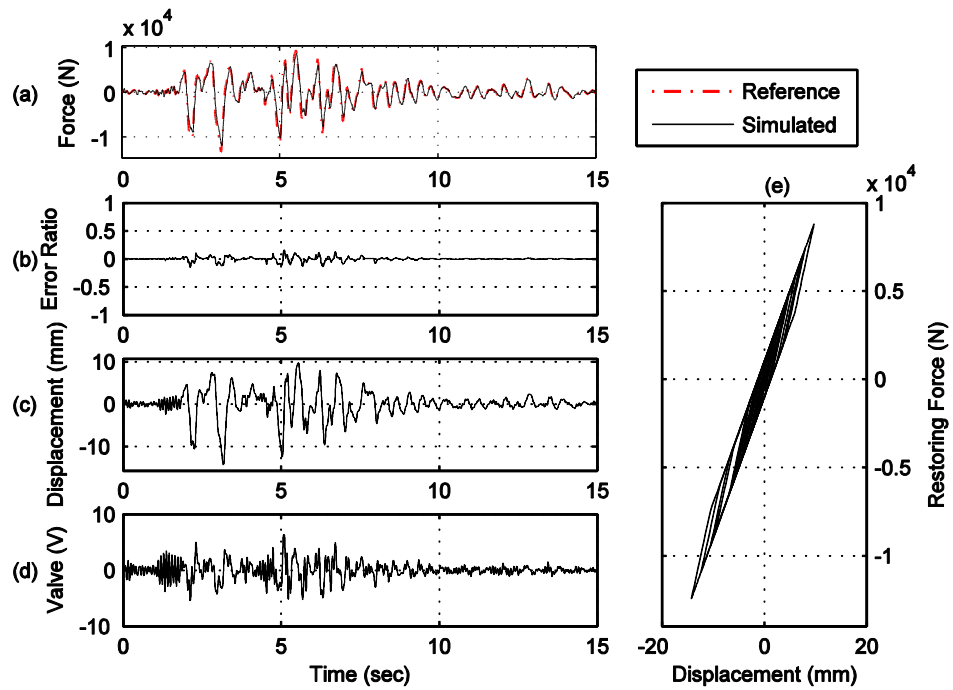 x 10^4
1
0
-1
(a)
Force (N)
0
5
10
15
Reference
Simulated
1
0.5
0
-0.5
-1
(b)
Error Ratio
0
5
10
15
10
0
-10
(c)
Displacement (mm)
0
5
10
15
10
0
-10
(d)
Valve (V)
0
5
10
15
Time (sec)
(e)
x 10^4
1
0.5
0
-0.5
-1
Restoring Force (N)
-20
0
20
Displacement (mm)